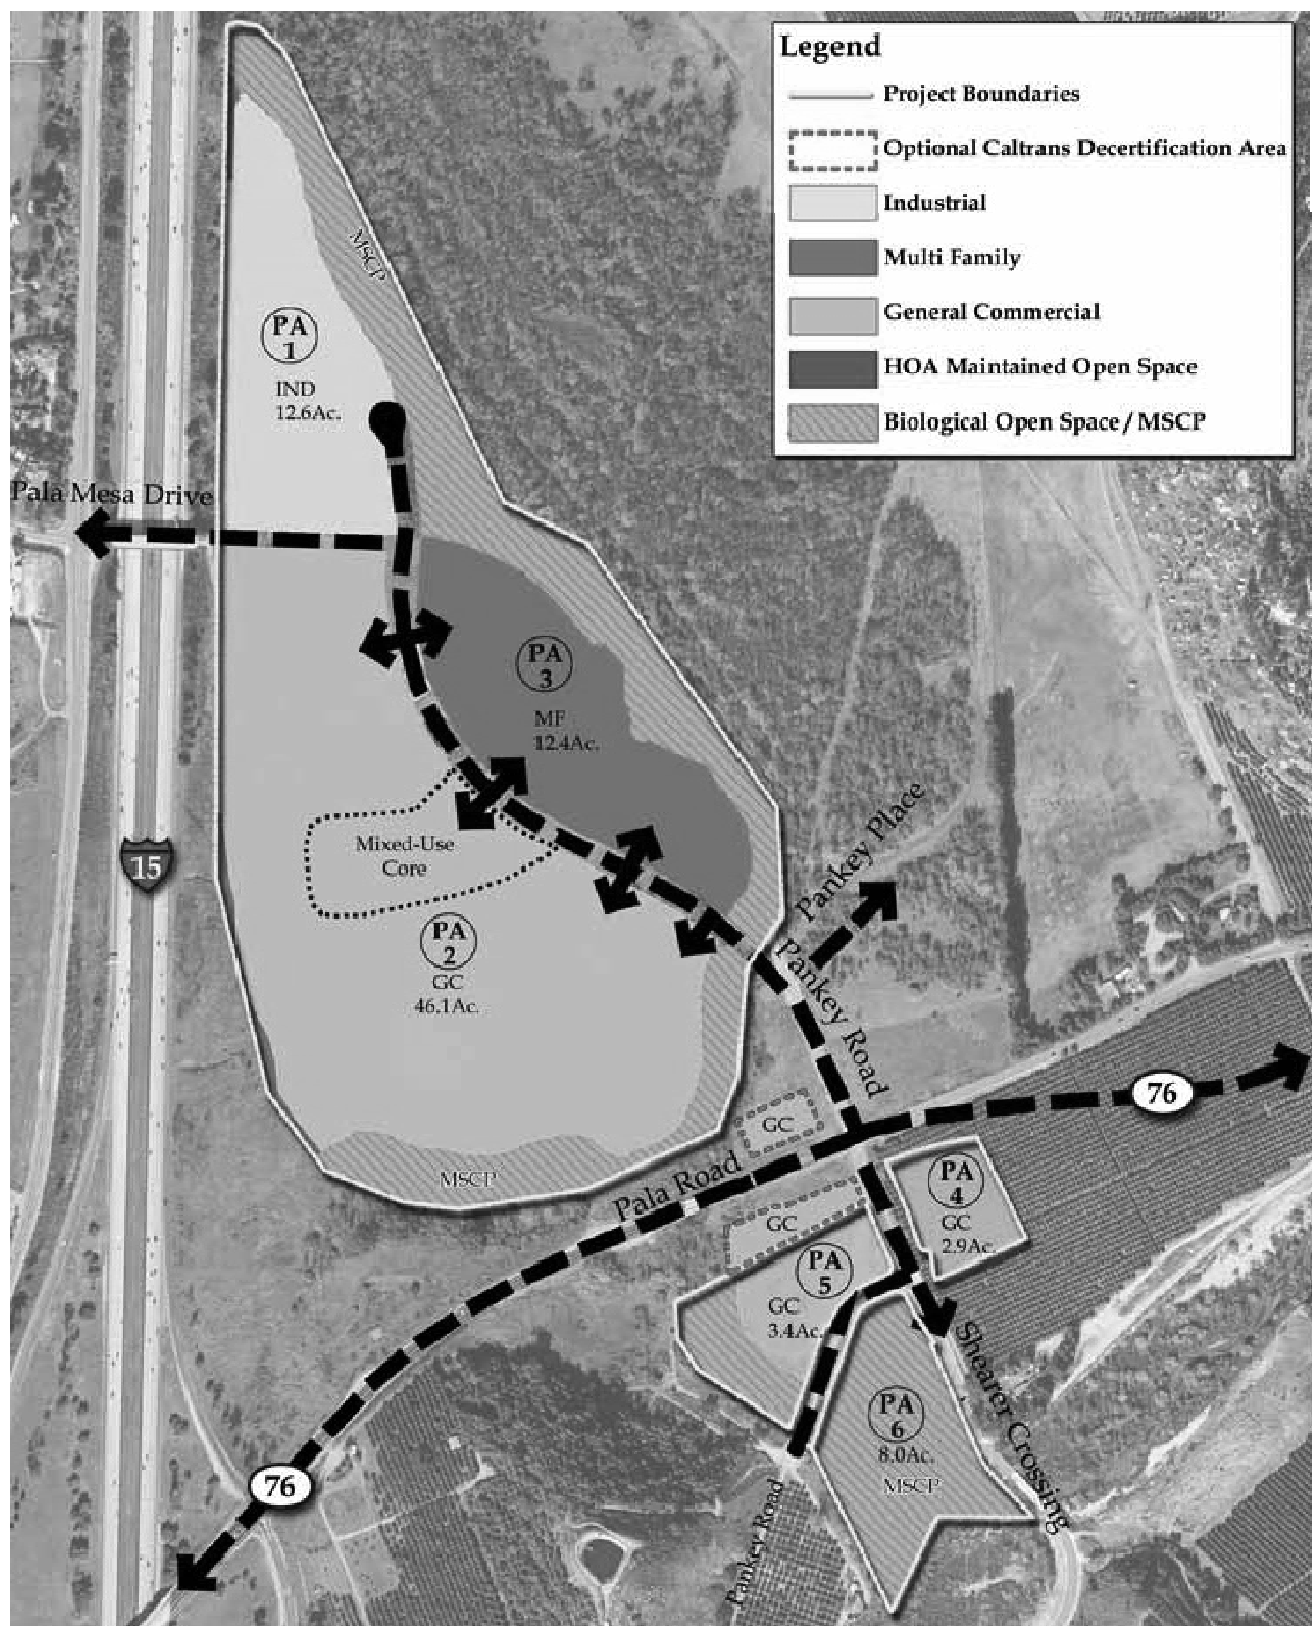 Legend
Project Boundaries
Optional Caltrans Decertification Area
Industrial
Multi Family
General Commercial
HOA Maintained Open Space
Biological Open Space / MSCP
MSCP
PA
1
IND
12.6Ac.
Pala Mesa Drive
PA
3
MF
12.4Ac.
Mixed-Use
Core
15
PA
2
GC
46.1Ac.
Pankey Place
Pankey Road
76
GC
MSCP
Pala Road
GC
PA
4
GC
2.9Ac.
PA
5
GC
3.4Ac.
Shearer Crossing
PA
6
8.0Ac.
MSCP
76
Pankey Road